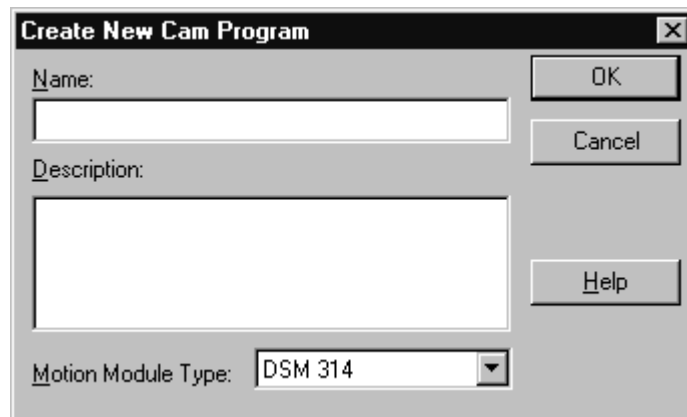 Create New Cam Program
Name:
OK
Cancel
Description:
Help
Motion Module Type: DSM 314